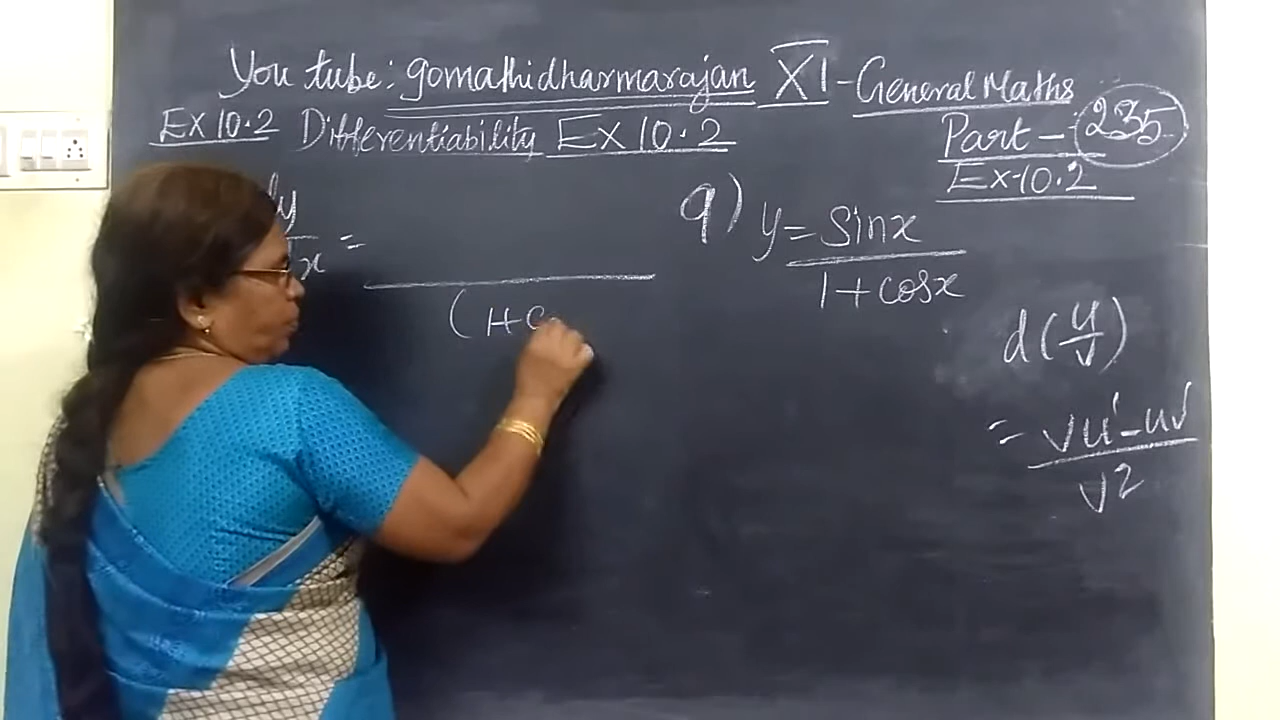 You tube: gomathidharmarajan XI - General Maths
Ex 10.2 Differentiability Ex 10.2
Part - 235
Ex-10.2
dy/dx =
(1+c
9) y = Sinx / 1+cosx
d(u/v)
= vu' - uv' / v2